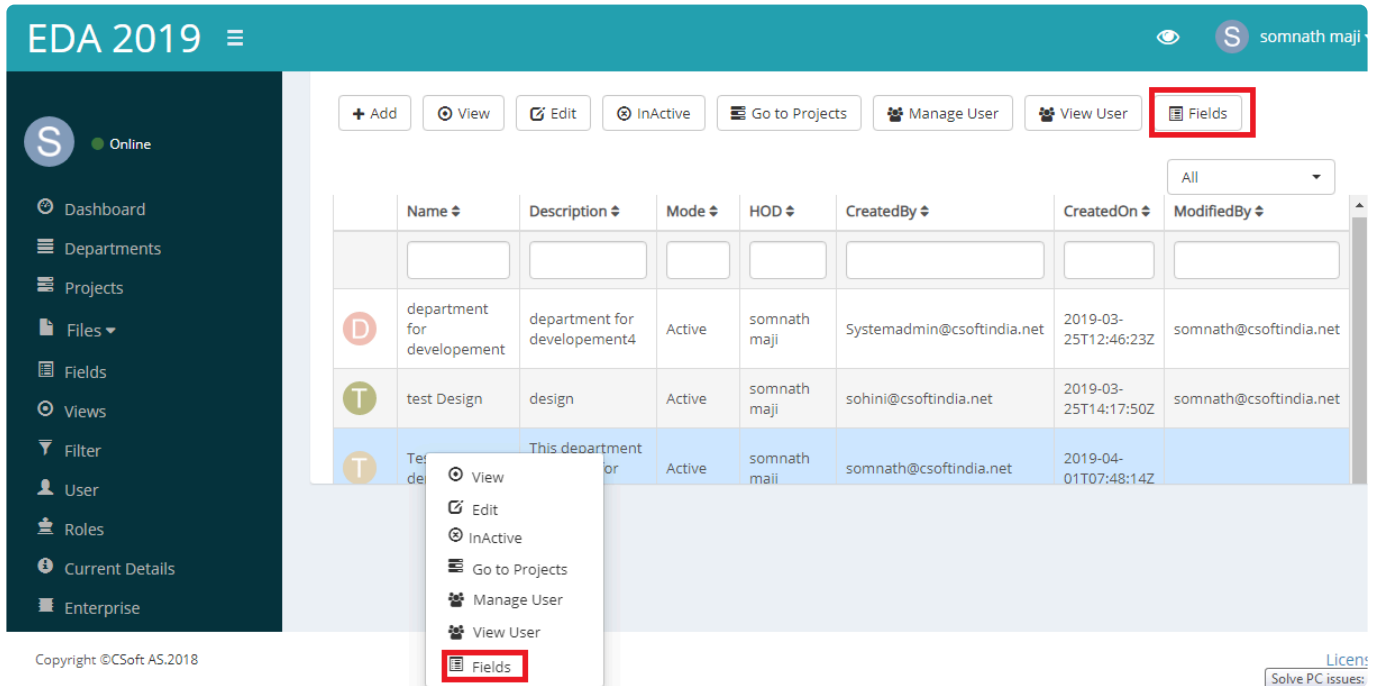 EDA 2019
S somnath maji
S Online
Dashboard
Departments
Projects
Files
Fields
Views
Filter
User
Roles
Current Details
Enterprise
Add View Edit InActive Go to Projects Manage User View User Fields
All
Name Description Mode HOD CreatedBy CreatedOn ModifiedBy
D
department
for
developement
department for
developement4
Active
somnath
maji
Systemadmin@csoftindia.net
2019-03-
25T12:46:23Z
somnath@csoftindia.net
T
test Design
design
Active
somnath
maji
sohini@csoftindia.net
2019-03-
25T14:17:50Z
somnath@csoftindia.net
T
This department
for
Active
somnath
maji
somnath@csoftindia.net
2019-04-
01T07:48:14Z
View
Edit
InActive
Go to Projects
Manage User
View User
Fields
Copyright ©CSoft AS.2018
Licens
Solve PC issues: